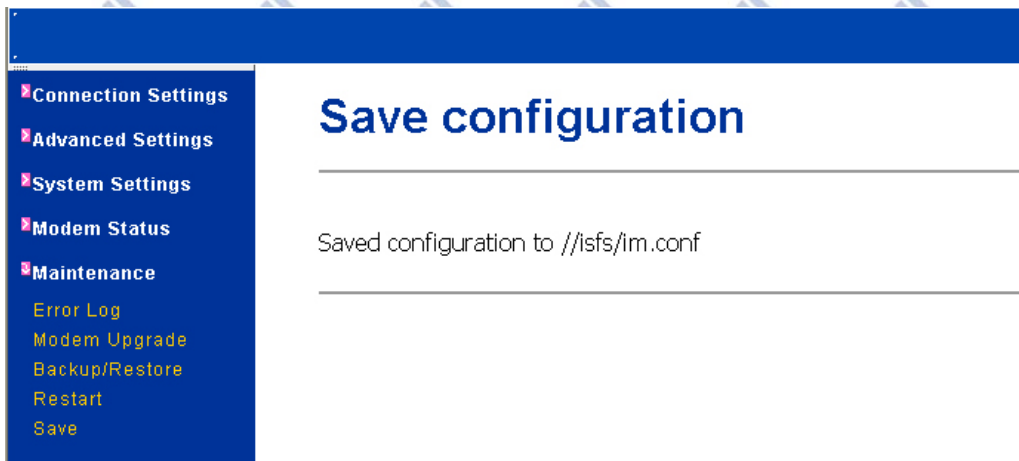 Connection Settings
Advanced Settings
System Settings
Modem Status
Maintenance
Error Log
Modem Upgrade
Backup/Restore
Restart
Save
Save configuration
Saved configuration to //isfs/im.conf